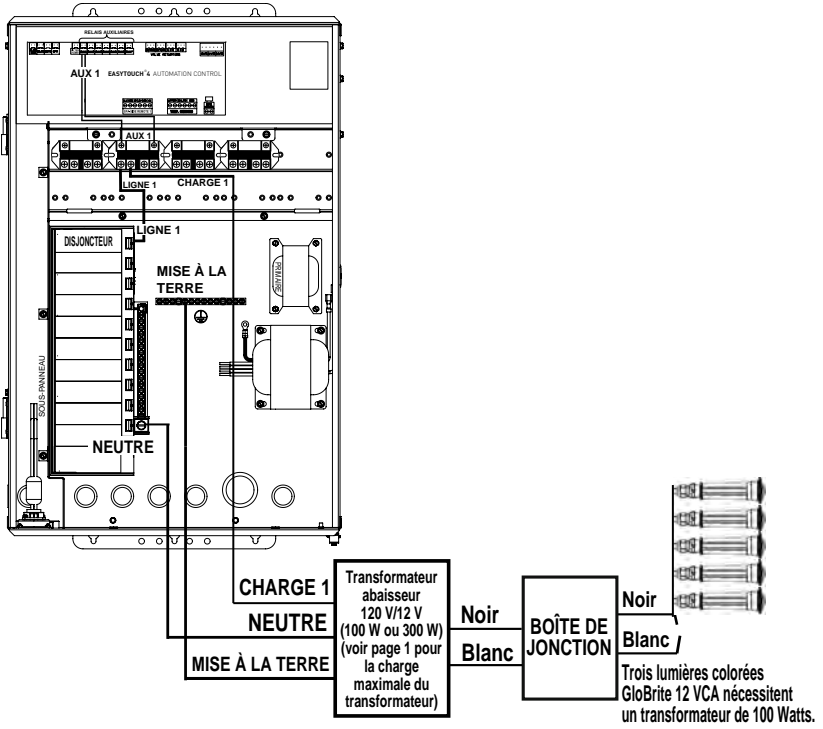 RELAIS AUXILIAIRES
AUX 1
EASYTOUCH™4 AUTOMATION CONTROL
AUX 1
LIGNE 1
CHARGE 1
LIGNE 1
DISJONCTEUR
MISE À LA
TERRE
PRIMAIRE
SOUS-PANNEAU
NEUTRE
CHARGE 1
NEUTRE
MISE À LA TERRE
Transformateur
abaisseur
120 V/12 V
(100 W ou 300 W)
(voir page 1 pour
la charge
maximale du
transformateur)
Noir
Blanc
BOÎTE DE
JONCTION
Noir
Blanc
Trois lumières colorées
GloBrite 12 VCA nécessitent
un transformateur de 100 Watts.